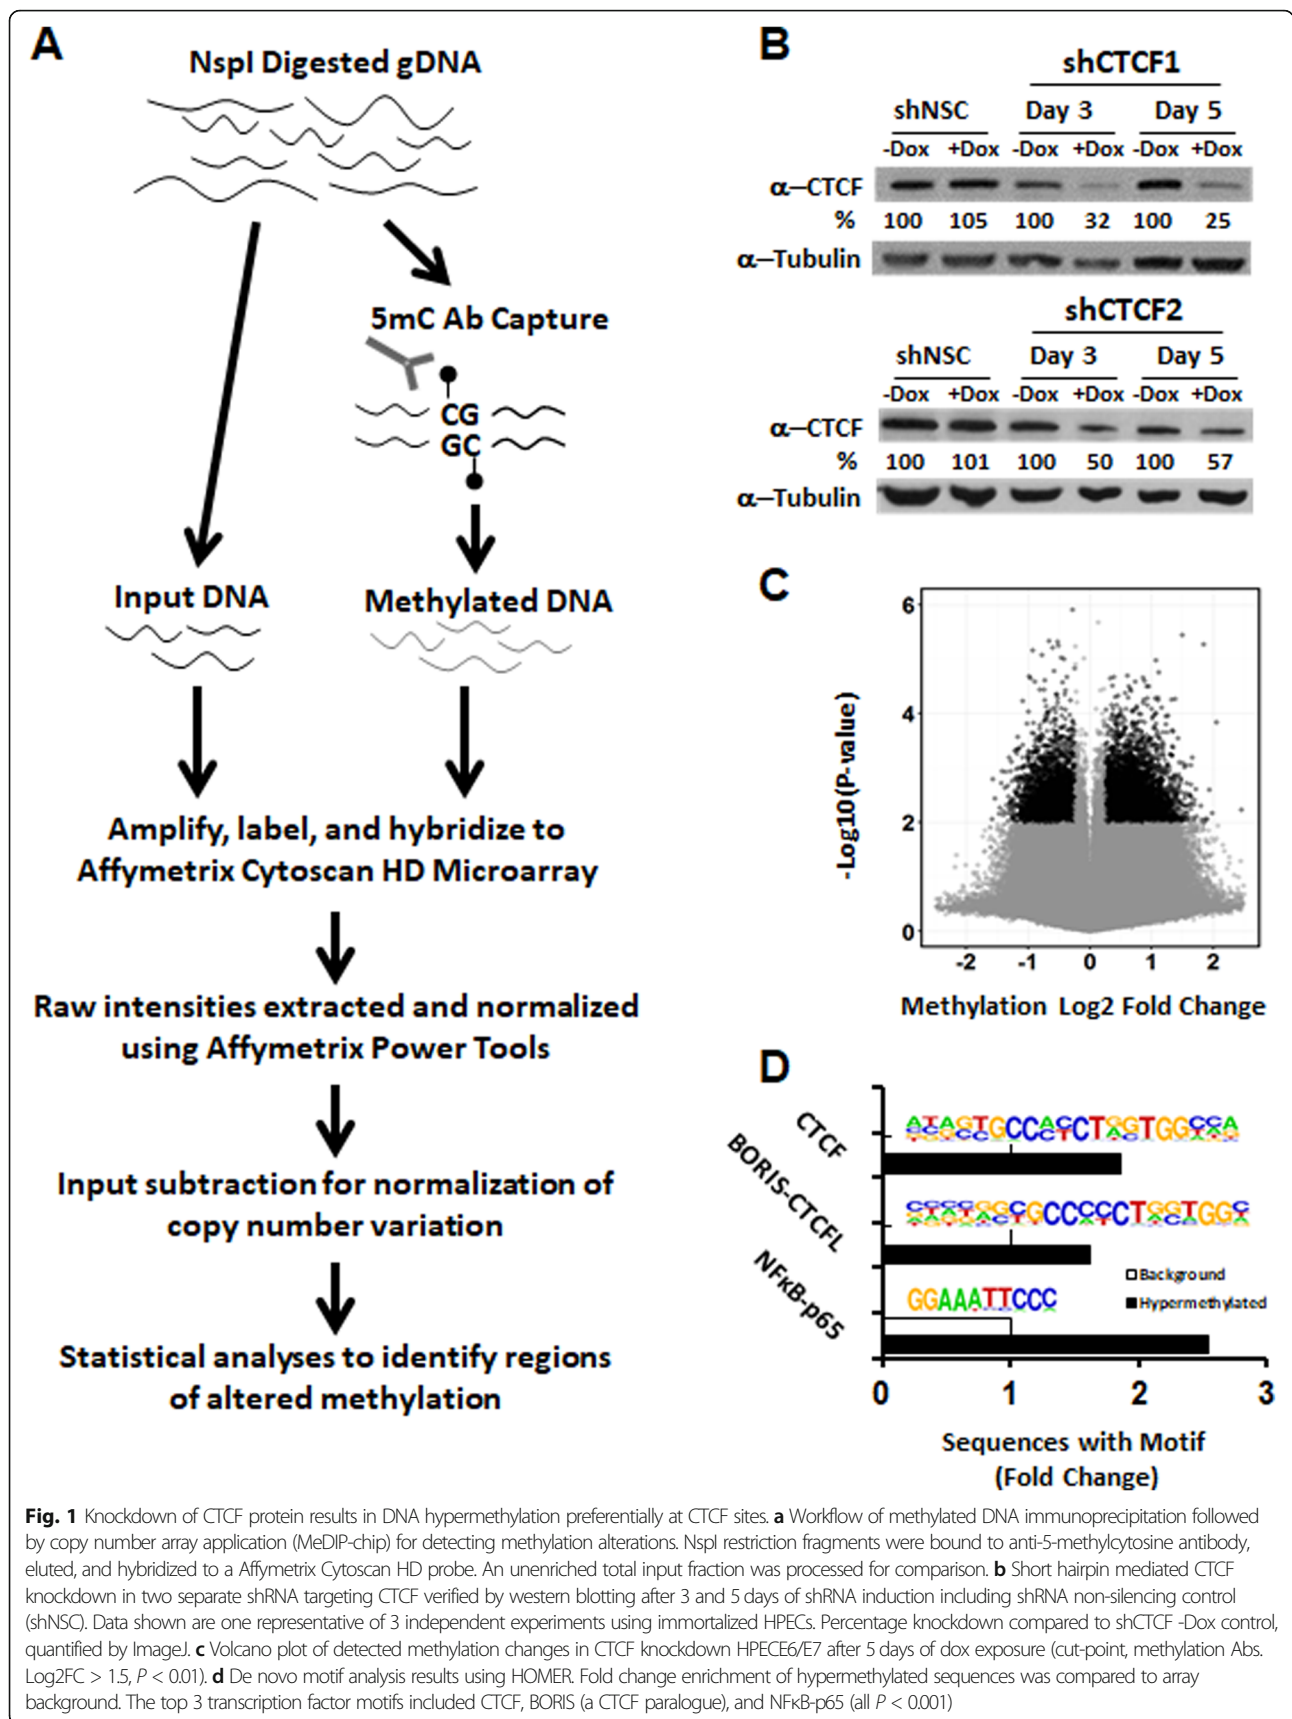 A
NspI Digested gDNA
5mC Ab Capture
CG
GC
Input DNA
Methylated DNA
Amplify, label, and hybridize to
Affymetrix Cytoscan HD Microarray
Raw intensities extracted and normalized
using Affymetrix Power Tools
Input subtraction for normalization of
copy number variation
Statistical analyses to identify regions
of altered methylation
B
shCTCF1
shNSC Day 3 Day 5
-Dox +Dox -Dox +Dox -Dox +Dox
α—CTCF
% 100 105 100 32 100 25
α—Tubulin
shCTCF2
shNSC Day 3 Day 5
-Dox +Dox -Dox +Dox -Dox +Dox
α—CTCF
% 100 101 100 50 100 57
α—Tubulin
C
-Log10(P-value)
6
4
2
0
-2 -1 0 1 2
Methylation Log2 Fold Change
D
CTCF
BORIS-CTCFL
NFκB-p65
GGAAATTCCC
Background
Hypermethylated
0 1 2 3
Sequences with Motif
(Fold Change)
Fig. 1 Knockdown of CTCF protein results in DNA hypermethylation preferentially at CTCF sites. a Workflow of methylated DNA immunoprecipitation followed
by copy number array application (MeDIP-chip) for detecting methylation alterations. NspI restriction fragments were bound to anti-5-methylcytosine antibody,
eluted, and hybridized to a Affymetrix Cytoscan HD probe. An unenriched total input fraction was processed for comparison. b Short hairpin mediated CTCF
knockdown in two separate shRNA targeting CTCF verified by western blotting after 3 and 5 days of shRNA induction including shRNA non-silencing control
(shNSC). Data shown are one representative of 3 independent experiments using immortalized HPECs. Percentage knockdown compared to shCTCF -Dox control,
quantified by ImageJ. c Volcano plot of detected methylation changes in CTCF knockdown HPECE6/E7 after 5 days of dox exposure (cut-point, methylation Abs.
Log2FC > 1.5, P < 0.01). d De novo motif analysis results using HOMER. Fold change enrichment of hypermethylated sequences was compared to array
background. The top 3 transcription factor motifs included CTCF, BORIS (a CTCF paralogue), and NFκB-p65 (all P < 0.001)